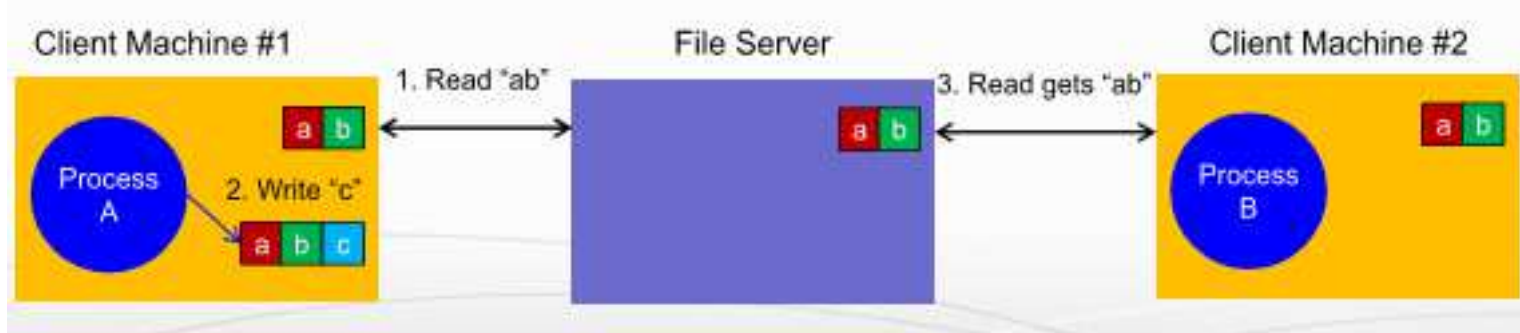 Client Machine #1
File Server
Client Machine #2
1. Read “ab”
3. Read gets “ab”
a b
a b
a b
Process
A
2. Write “c”
a b c
Process
B